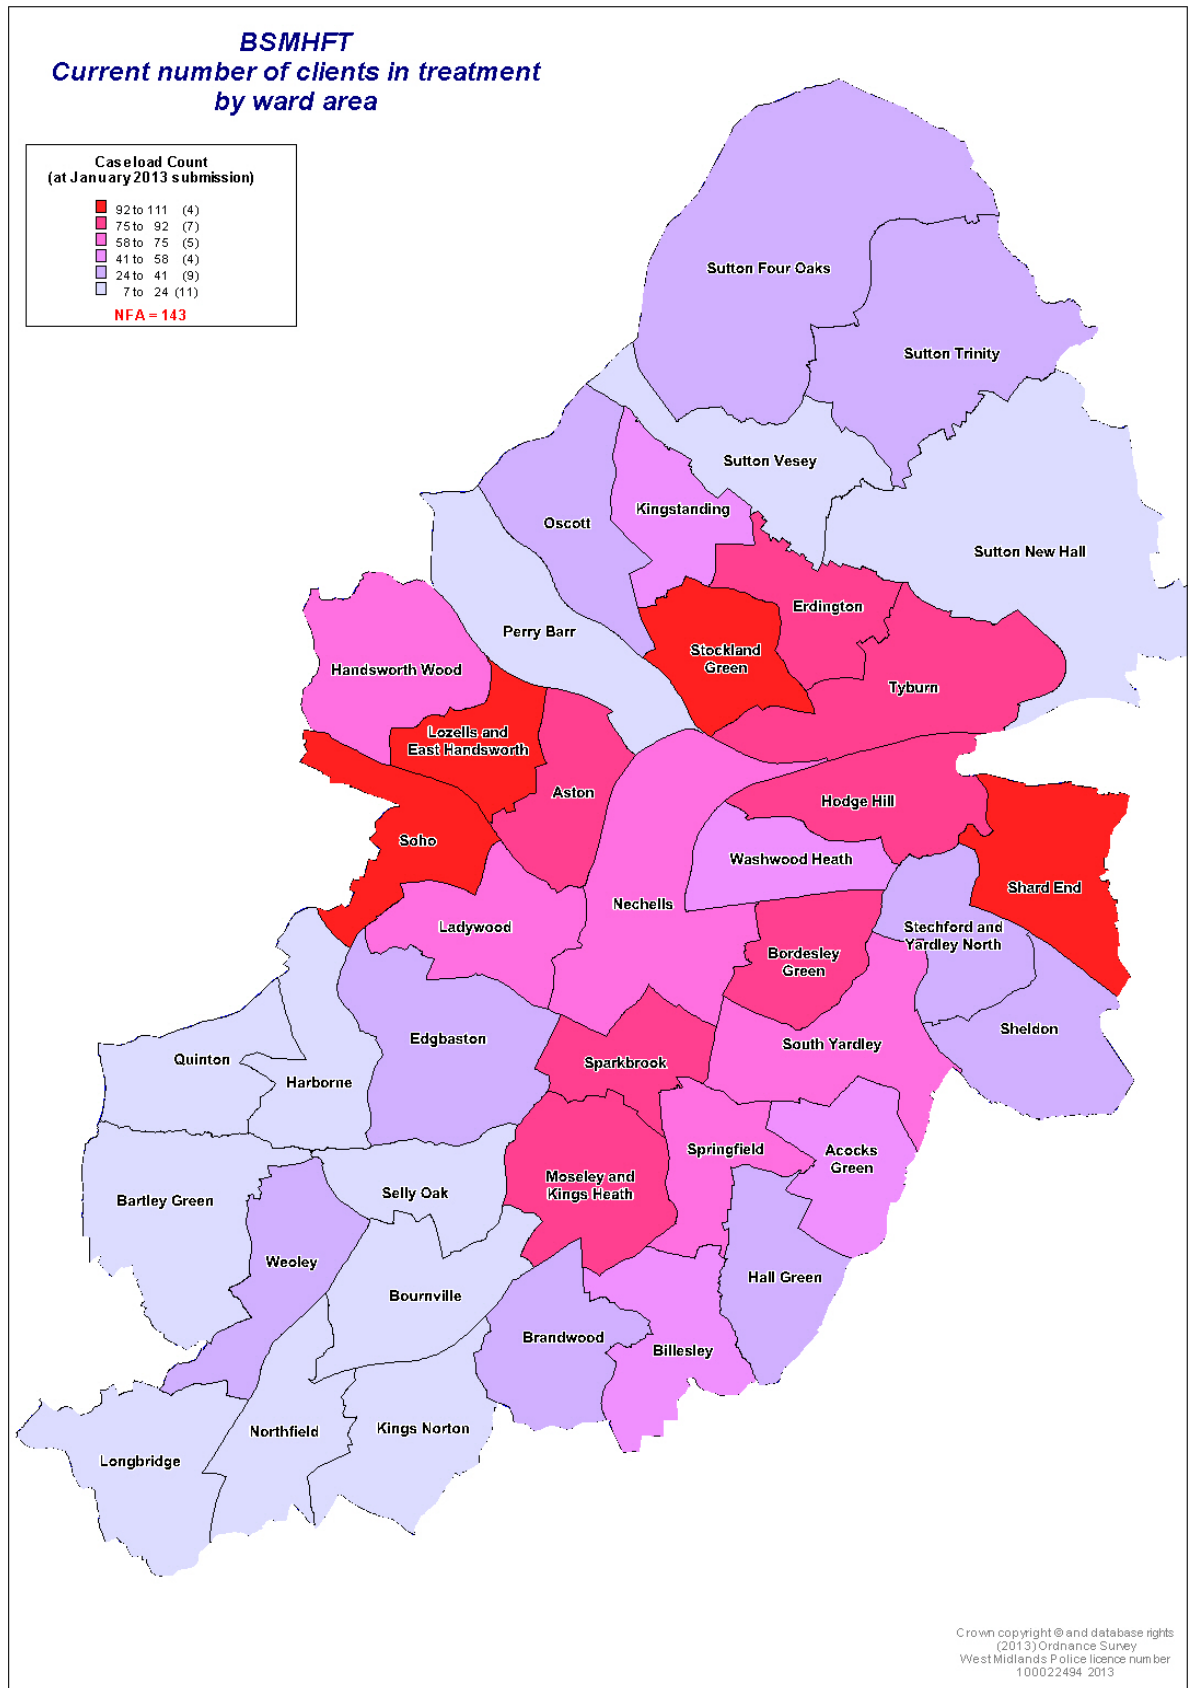 BSMHFT
Current number of clients in treatment
by ward area
Caseload Count
(at January 2013 submission)
92 to 111 (4)
75 to 92 (7)
58 to 75 (5)
41 to 58 (4)
24 to 41 (9)
7 to 24 (11)
NFA = 143
Sutton Four Oaks
Sutton Trinity
Sutton Vesey
Kingstanding
Oscott
Sutton New Hall
Erdington
Perry Barr
Stockland
Green
Handsworth Wood
Tyburn
Lozells and
East Handsworth
Aston
Hodge Hill
Soho
Washwood Heath
Shard End
Nechells
Ladywood
Stechford and
Yardley North
Bordesley
Green
Sheldon
Edgbaston
South Yardley
Quinton
Sparkbrook
Harborne
Springfield
Acocks
Green
Moseley and
Kings Heath
Selly Oak
Bartley Green
Weoley
Hall Green
Bournville
Brandwood
Billesley
Kings Norton
Northfield
Longbridge
Crown copyright © and database rights
(2013) Ordnance Survey
West Midlands Police licence number
100022494 2013